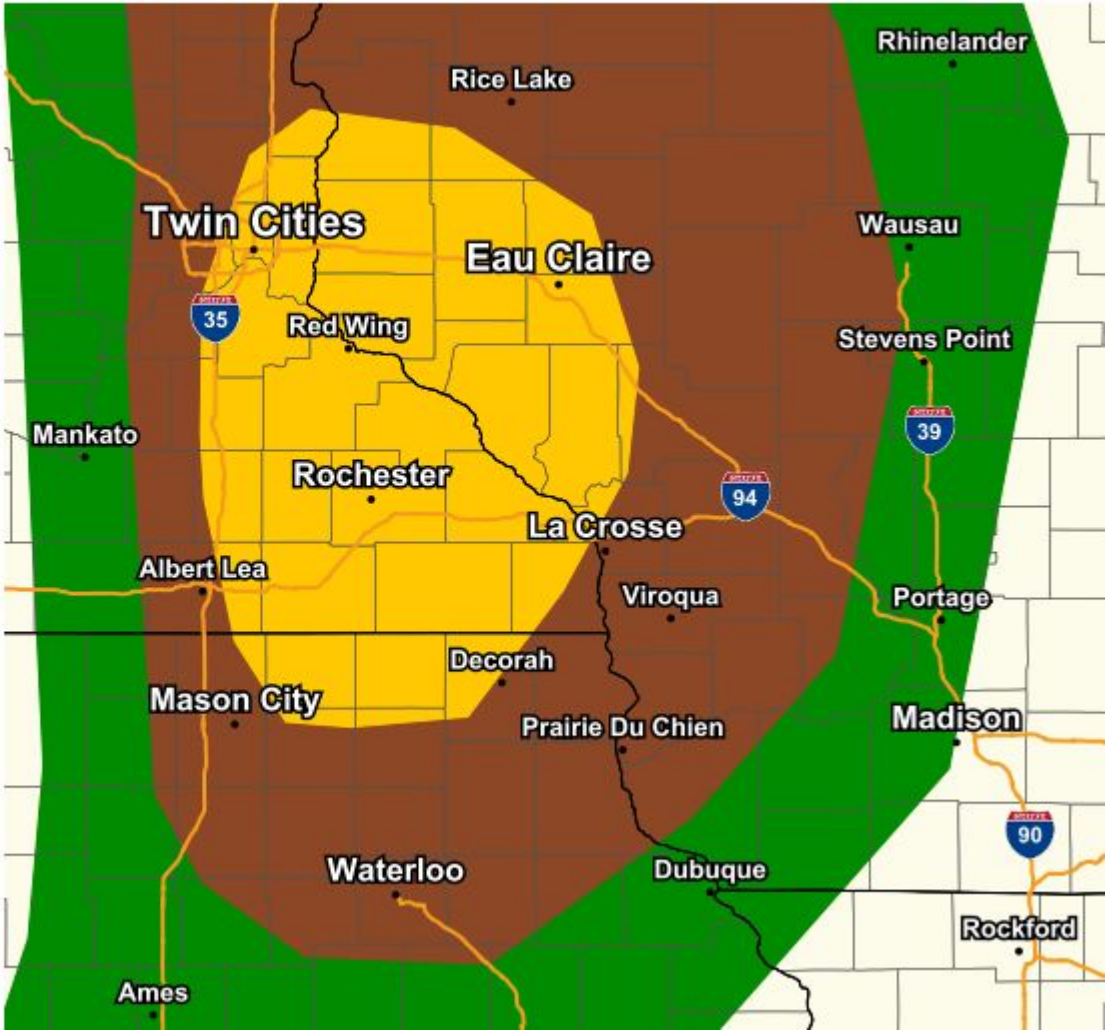 Rhinelander
Rice Lake
Twin Cities
Wausau
Eau Claire
35
Red Wing
Stevens Point
39
Mankato
Rochester
94
La Crosse
Albert Lea
Viroqua
Portage
Decorah
Mason City
Prairie Du Chien
Madison
90
Waterloo
Dubuque
Rockford
Ames